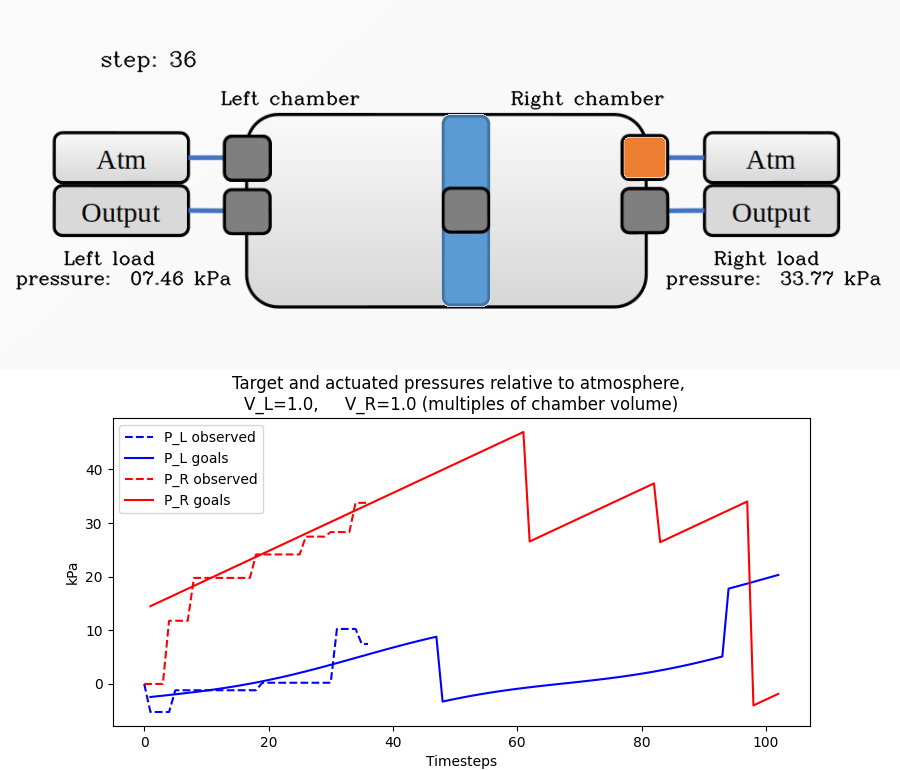 step: 36
Left chamber
Right chamber
Atm
Atm
Output
Output
Left load
pressure: 07.46 kPa
Right load
pressure: 33.77 kPa
Target and actuated pressures relative to atmosphere,
V_L=1.0, V_R=1.0 (multiples of chamber volume)
P_L observed
P_L goals
P_R observed
P_R goals
kPa
40
30
20
10
0
0 20 40 60 80 100
Timesteps